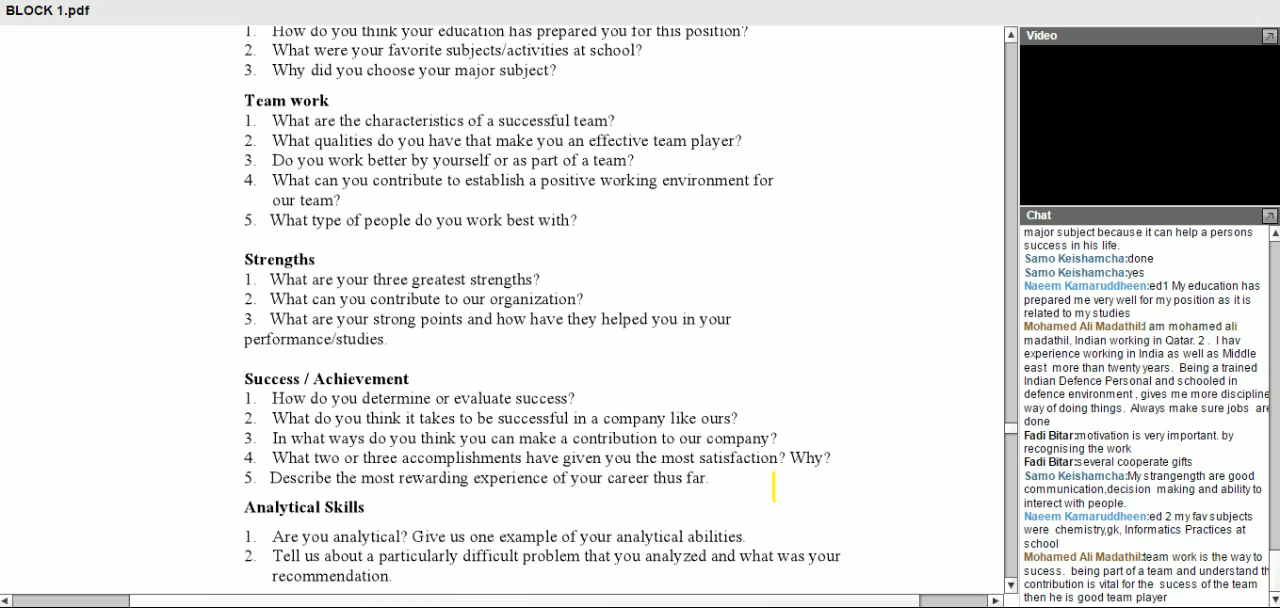 BLOCK 1.pdf
1. How do you think your education has prepared you for this position?
2. What were your favorite subjects/activities at school?
3. Why did you choose your major subject?
Team work
1. What are the characteristics of a successful team?
2. What qualities do you have that make you an effective team player?
3. Do you work better by yourself or as part of a team?
4. What can you contribute to establish a positive working environment for
our team?
5. What type of people do you work best with?
Strengths
1. What are your three greatest strengths?
2. What can you contribute to our organization?
3. What are your strong points and how have they helped you in your
performance/studies.
Success / Achievement
1. How do you determine or evaluate success?
2. What do you think it takes to be successful in a company like ours?
3. In what ways do you think you can make a contribution to our company?
4. What two or three accomplishments have given you the most satisfaction? Why?
5. Describe the most rewarding experience of your career thus far.
Analytical Skills
1. Are you analytical? Give us one example of your analytical abilities.
2. Tell us about a particularly difficult problem that you analyzed and what was your
recommendation.
Video
Chat
major subject because it can help a persons
success in his life.
Samo Keishamcha:done
Samo Keishamcha:yes
Naeem Kamaruddheen:ed1 My education has
prepared me very well for my position as it is
related to my studies
Mohamed Ali Madathil:I am mohamed ali
madathil, Indian working in Qatar. 2 . I hav
experience working in India as well as Middle
east more than twenty years. Being a trained
Indian Defence Personal and schooled in
defence environment , gives me more discipline
way of doing things. Always make sure jobs are
done
Fadi Bitar:motivation is very important. by
recognising the work
Fadi Bitar:several cooperate gifts
Samo Keishamcha:My strangength are good
communication,decision making and ability to
interect with people.
Naeem Kamaruddheen:ed 2 my fav subjects
were chemistry,gk, Informatics Practices at
school
Mohamed Ali Madathil:team work is the way to
sucess. being part of a team and understand th
contribution is vital for the sucess of the team
then he is good team player